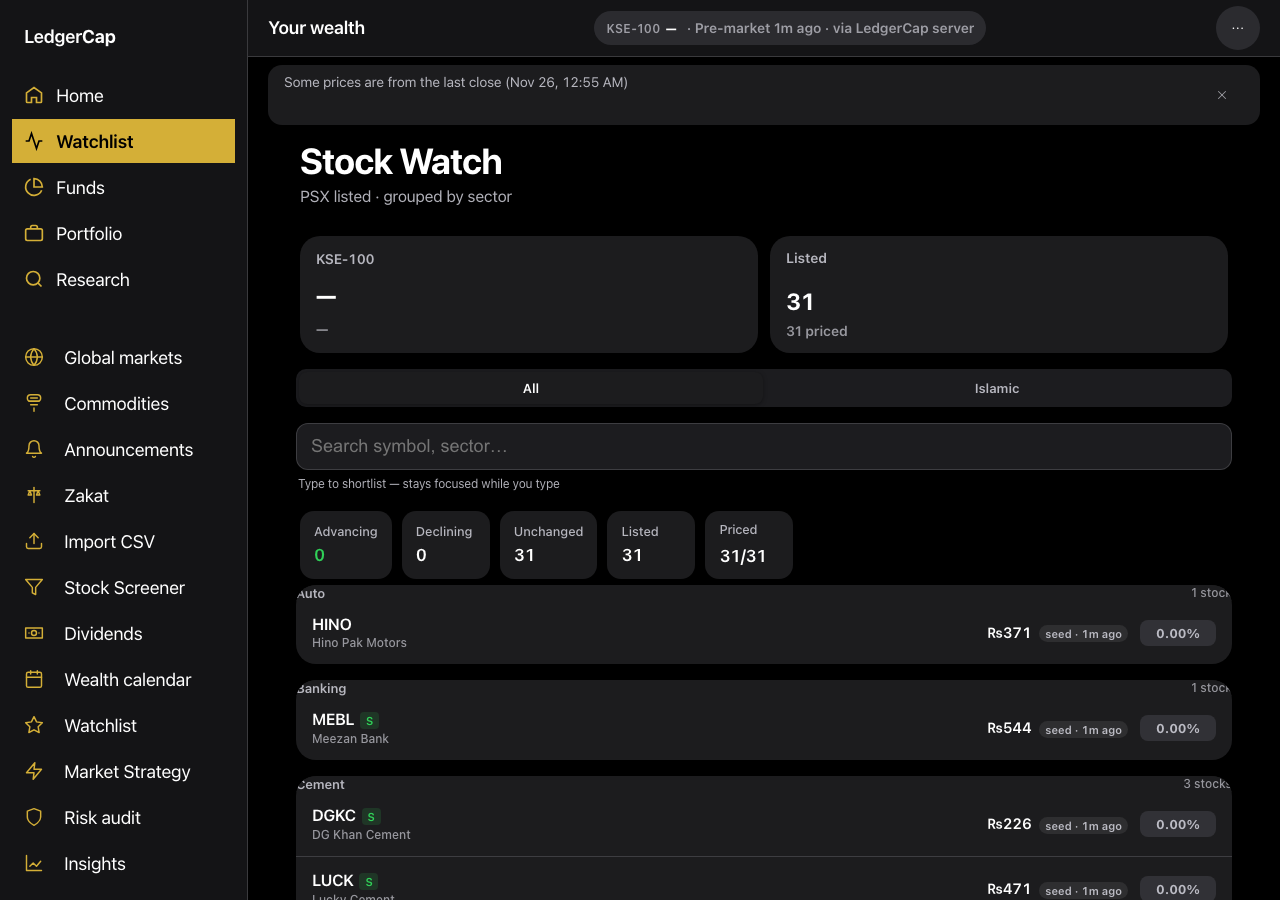 LedgerCap
Home
Watchlist
Funds
Portfolio
Research
Global markets
Commodities
Announcements
Zakat
Import CSV
Stock Screener
Dividends
Wealth calendar
Watchlist
Market Strategy
Risk audit
Insights
Your wealth
KSE-100 — · Pre-market 1m ago · via LedgerCap server
···
Some prices are from the last close (Nov 26, 12:55 AM)
×
Stock Watch
PSX listed · grouped by sector
KSE-100
—
—
Listed
31
31 priced
All Islamic
Search symbol, sector…
Type to shortlist — stays focused while you type
Advancing Declining Unchanged Listed Priced
0 0 31 31 31/31
Auto 1 stock
HINO
Hino Pak Motors
₨371 seed · 1m ago 0.00%
Banking 1 stock
MEBL S
Meezan Bank
₨544 seed · 1m ago 0.00%
Cement 3 stocks
DGKC S
DG Khan Cement
₨226 seed · 1m ago 0.00%
LUCK S
Lucky Cement
₨471 seed · 1m ago 0.00%